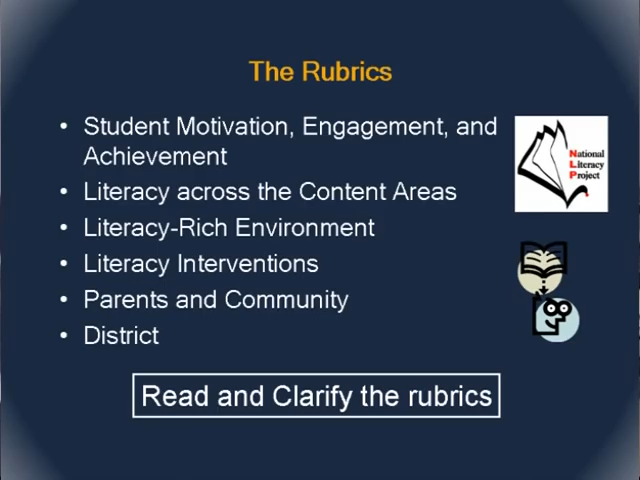 The Rubrics
• Student Motivation, Engagement, and
Achievement
• Literacy across the Content Areas
• Literacy-Rich Environment
• Literacy Interventions
• Parents and Community
• District
Read and Clarify the rubrics
National
Literacy
Project
N
L
P